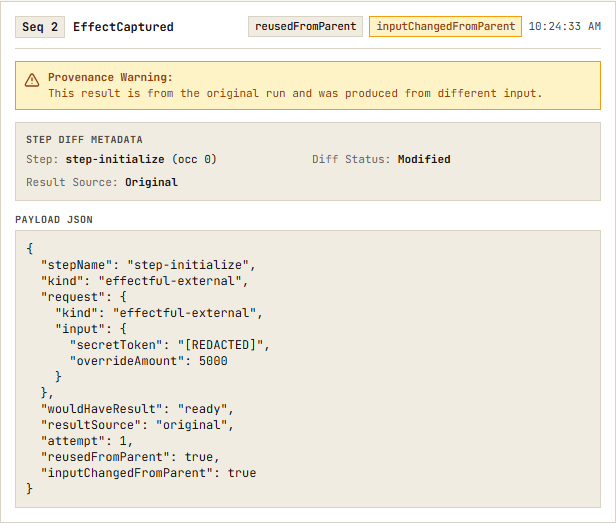 Seq 2 EffectCaptured reusedFromParent inputChangedFromParent 10:24:33 AM
Provenance Warning:
This result is from the original run and was produced from different input.
STEP DIFF METADATA
Step: step-initialize (occ 0) Diff Status: Modified
Result Source: Original
PAYLOAD JSON
{
  "stepName": "step-initialize",
  "kind": "effectful-external",
  "request": {
    "kind": "effectful-external",
    "input": {
      "secretToken": "[REDACTED]",
      "overrideAmount": 5000
    }
  },
  "wouldHaveResult": "ready",
  "resultSource": "original",
  "attempt": 1,
  "reusedFromParent": true,
  "inputChangedFromParent": true
}